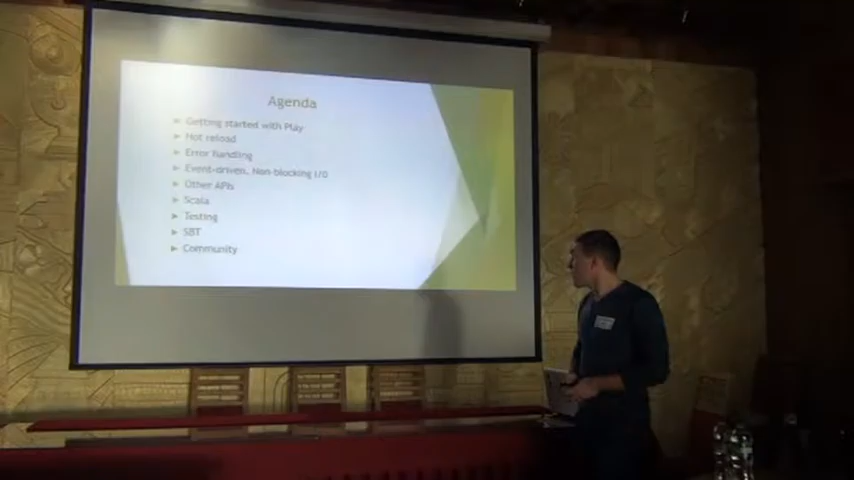 Agenda
Getting started with Play
Hot reload
Error handling
Event-driven, Non-blocking I/O
Other APIs
Scala
Testing
SBT
Community